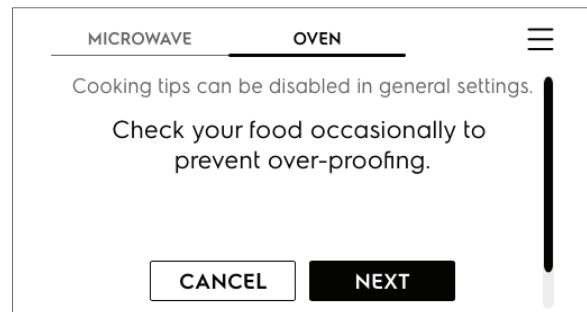 MICROWAVE OVEN
Cooking tips can be disabled in general settings.
Check your food occasionally to
prevent over-proofing.
CANCEL NEXT